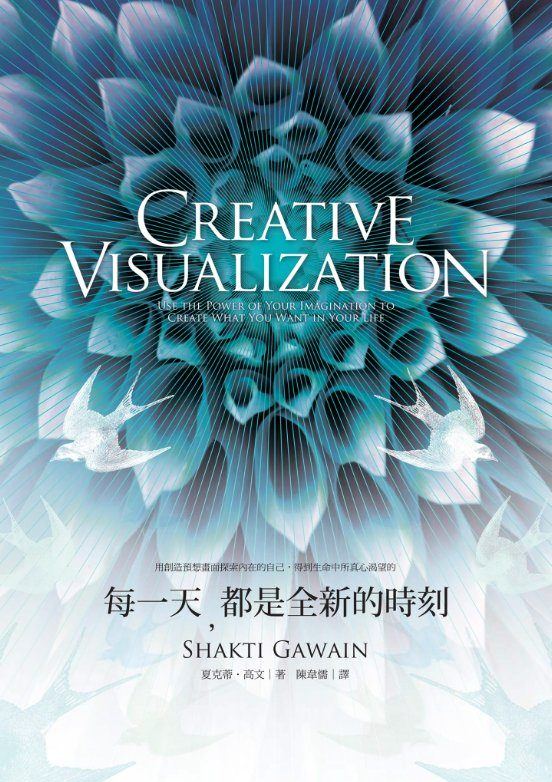 CREATIVE
VISUALIZATION
USE THE POWER OF YOUR IMAGINATION TO
CREATE WHAT YOU WANT IN YOUR LIFE
用創造預想畫面探索內在的自己，得到生命中所真心渴望的
每一天，都是全新的時刻
SHAKTI GAWAIN
夏克蒂・高文｜著 陳韋儒｜譯